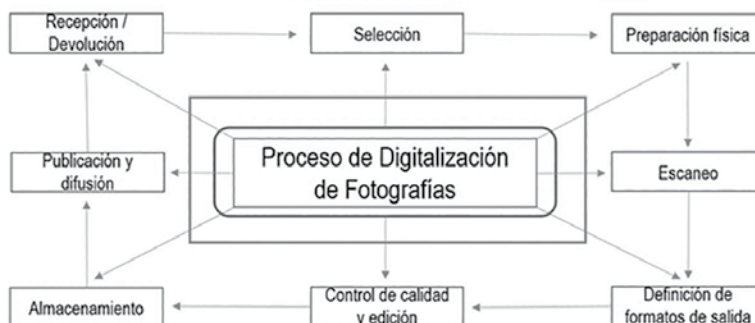 Recepción /
Devolución
Selección
Preparación física
Publicación y
difusión
Proceso de Digitalización
de Fotografías
Escaneo
Almacenamiento
Control de calidad
y edición
Definición de
formatos de salida